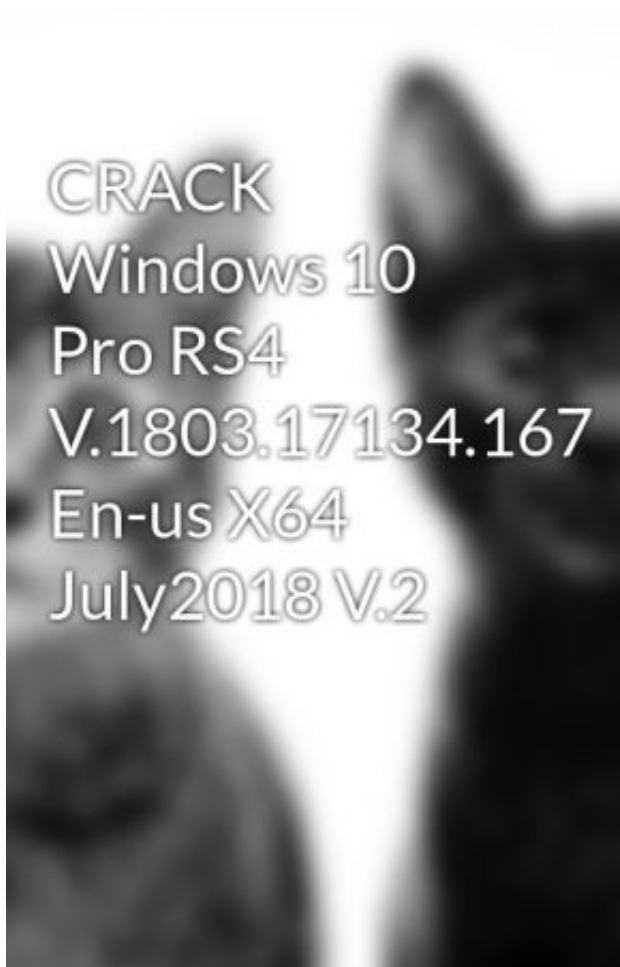 CRACK
Windows 10
Pro RS4
V.1803.17134.167
En-us X64
July2018 V.2